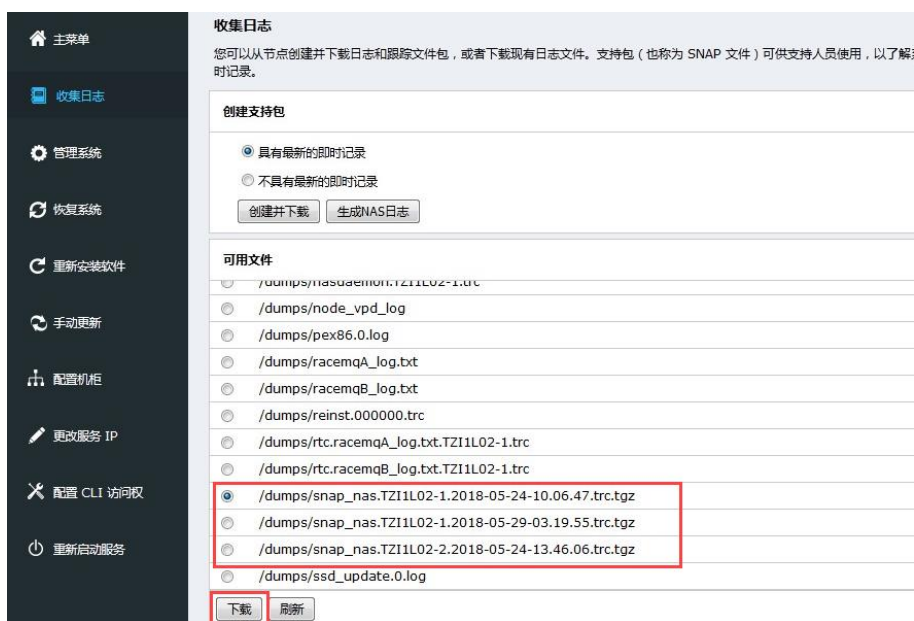 主菜单
收集日志
管理系统
恢复系统
重新安装软件
手动更新
配置机柜
更改服务 IP
配置 CLI 访问权
重新启动服务
收集日志
您可以从节点创建并下载日志和跟踪文件包，或者下载现有日志文件。支持包（也称为 SNAP 文件）可供支持人员使用，以了解
时记录。
创建支持包
具有最新的即时记录
不具有最新的即时记录
创建并下载 生成NAS日志
可用文件
/dumps/nasdaemon.TZI1L02-1.trc
/dumps/node_vpd_log
/dumps/pex86.0.log
/dumps/racemqA_log.txt
/dumps/racemqB_log.txt
/dumps/reinst.000000.trc
/dumps/rtc.racemqA_log.txt.TZI1L02-1.trc
/dumps/rtc.racemqB_log.txt.TZI1L02-1.trc
/dumps/snap_nas.TZI1L02-1.2018-05-24-10.06.47.trc.tgz
/dumps/snap_nas.TZI1L02-1.2018-05-29-03.19.55.trc.tgz
/dumps/snap_nas.TZI1L02-2.2018-05-24-13.46.06.trc.tgz
/dumps/ssd_update.0.log
下载 刷新